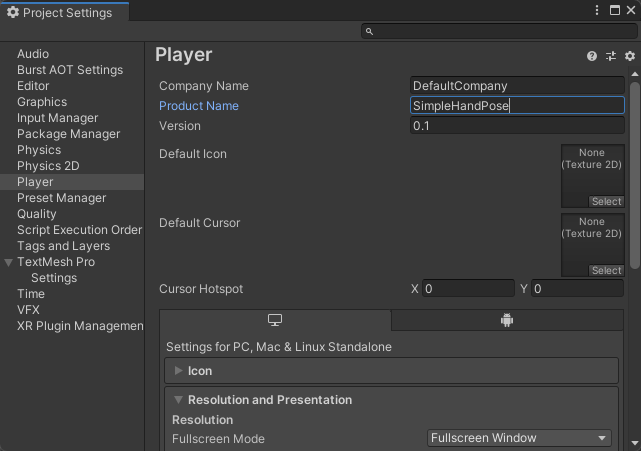 Project Settings
Player
Audio
Burst AOT Settings
Editor
Graphics
Input Manager
Package Manager
Physics
Physics 2D
Player
Preset Manager
Quality
Script Execution Order
Tags and Layers
TextMesh Pro
Settings
Time
VFX
XR Plugin Managemen
Company Name DefaultCompany
Product Name SimpleHandPose
Version 0.1
Default Icon
None
(Texture 2D)
Select
Default Cursor
None
(Texture 2D)
Select
Cursor Hotspot X 0 Y 0
Settings for PC, Mac & Linux Standalone
Icon
Resolution and Presentation
Resolution
Fullscreen Mode Fullscreen Window